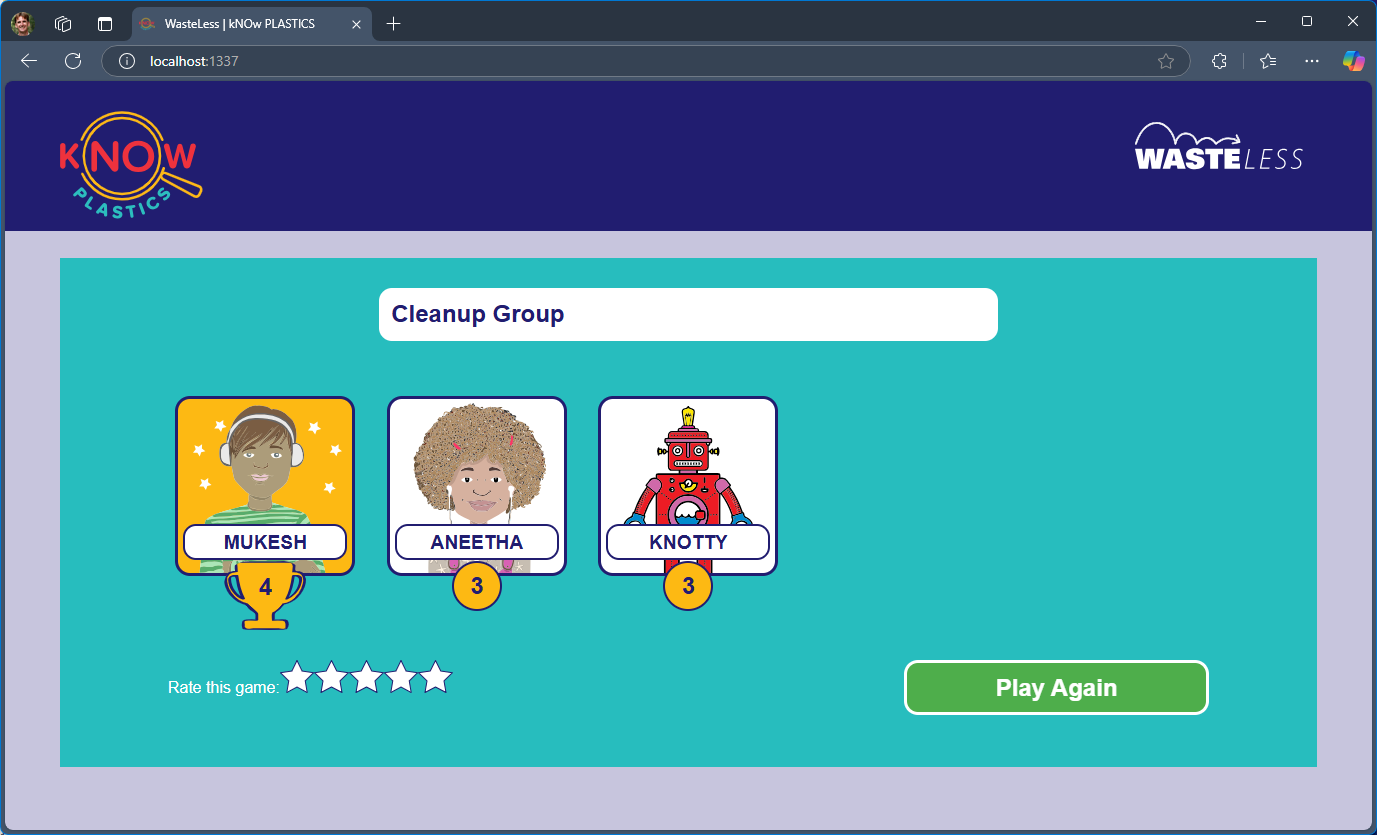 WasteLess | kNOw PLASTICS
localhost:1337
KNOW
PLASTICS
WASTELESS
Cleanup Group
MUKESH
ANEETHA
KNOTTY
4
3
3
Rate this game:
Play Again